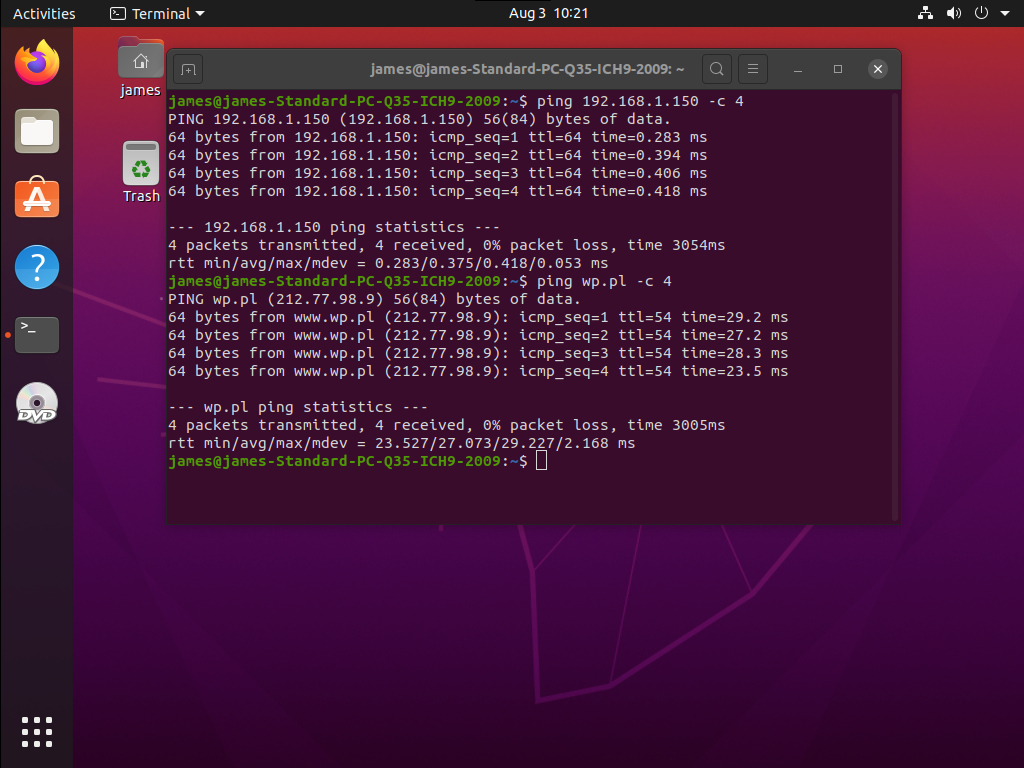 Activities
Terminal
Aug 3 10:21
james
Trash
james@james-Standard-PC-Q35-ICH9-2009: ~
james@james-Standard-PC-Q35-ICH9-2009:~$ ping 192.168.1.150 -c 4
PING 192.168.1.150 (192.168.1.150) 56(84) bytes of data.
64 bytes from 192.168.1.150: icmp_seq=1 ttl=64 time=0.283 ms
64 bytes from 192.168.1.150: icmp_seq=2 ttl=64 time=0.394 ms
64 bytes from 192.168.1.150: icmp_seq=3 ttl=64 time=0.406 ms
64 bytes from 192.168.1.150: icmp_seq=4 ttl=64 time=0.418 ms
--- 192.168.1.150 ping statistics ---
4 packets transmitted, 4 received, 0% packet loss, time 3054ms
rtt min/avg/max/mdev = 0.283/0.375/0.418/0.053 ms
james@james-Standard-PC-Q35-ICH9-2009:~$ ping wp.pl -c 4
PING wp.pl (212.77.98.9) 56(84) bytes of data.
64 bytes from www.wp.pl (212.77.98.9): icmp_seq=1 ttl=54 time=29.2 ms
64 bytes from www.wp.pl (212.77.98.9): icmp_seq=2 ttl=54 time=27.2 ms
64 bytes from www.wp.pl (212.77.98.9): icmp_seq=3 ttl=54 time=28.3 ms
64 bytes from www.wp.pl (212.77.98.9): icmp_seq=4 ttl=54 time=23.5 ms
--- wp.pl ping statistics ---
4 packets transmitted, 4 received, 0% packet loss, time 3005ms
rtt min/avg/max/mdev = 23.527/27.073/29.227/2.168 ms
james@james-Standard-PC-Q35-ICH9-2009:~$
>_
DVD